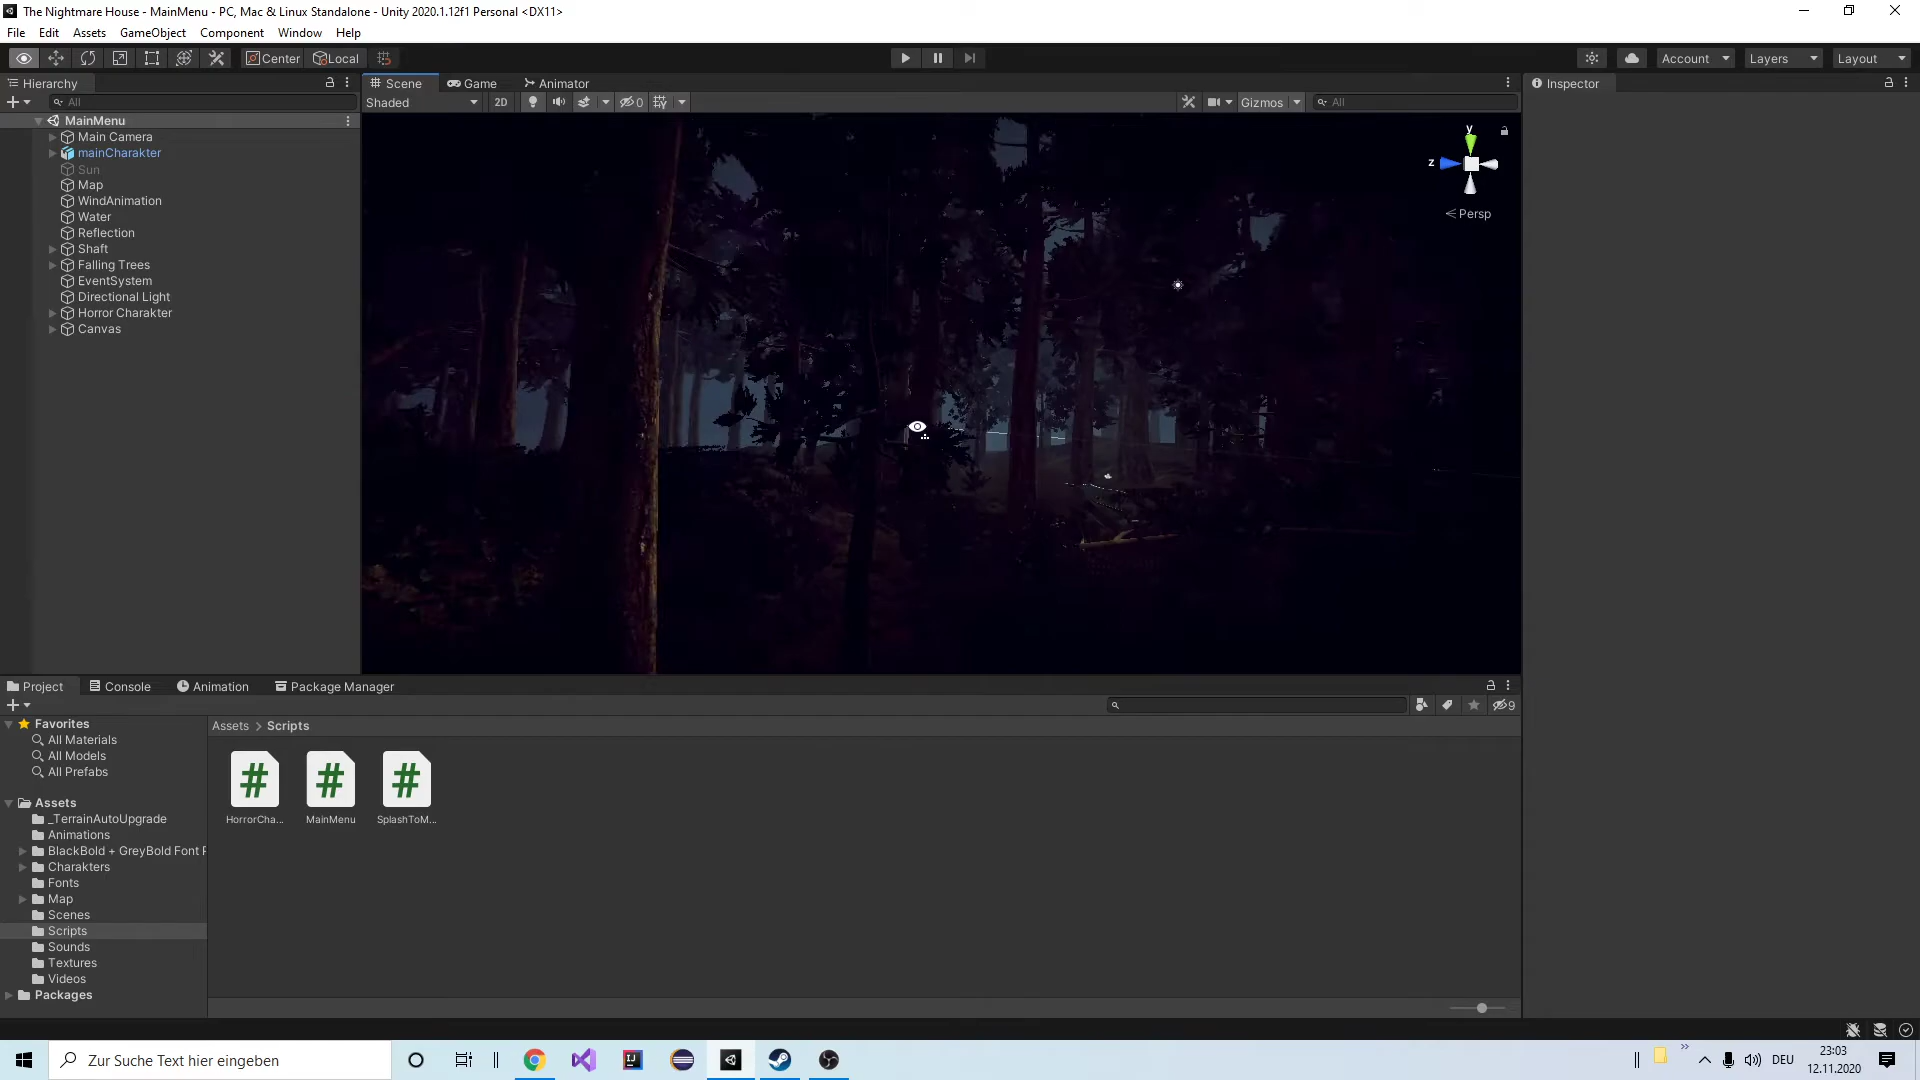 The Nightmare House - MainMenu - PC, Mac & Linux Standalone - Unity 2020.1.12f1 Personal <DX11>
File Edit Assets GameObject Component Window Help
Center Local Account Layers Layout
Hierarchy
All
MainMenu
Main Camera
mainCharakter
Sun
Map
WindAnimation
Water
Reflection
Shaft
Falling Trees
EventSystem
Directional Light
Horror Charakter
Canvas
Scene Game Animator
Shaded 2D 0 Gizmos All
y
z
Persp
Inspector
Project Console Animation Package Manager
9
Favorites
All Materials
All Models
All Prefabs
Assets
_TerrainAutoUpgrade
Animations
BlackBold + GreyBold Font P
Charakters
Fonts
Map
Scenes
Scripts
Sounds
Textures
Videos
Packages
Assets > Scripts
HorrorCha... MainMenu SplashToM...
Zur Suche Text hier eingeben
DEU
23:03
12.11.2020